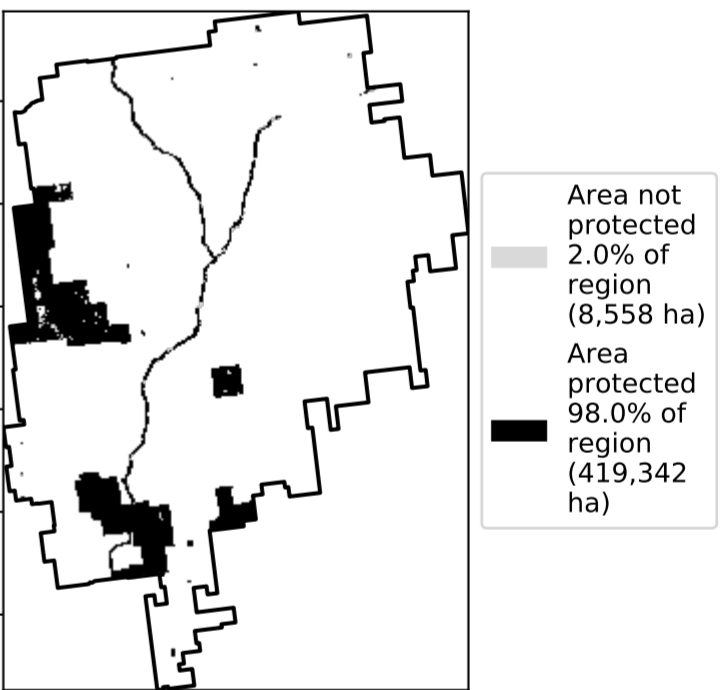 Area not
protected
2.0% of
region
(8,558 ha)
Area
protected
98.0% of
region
(419,342
ha)